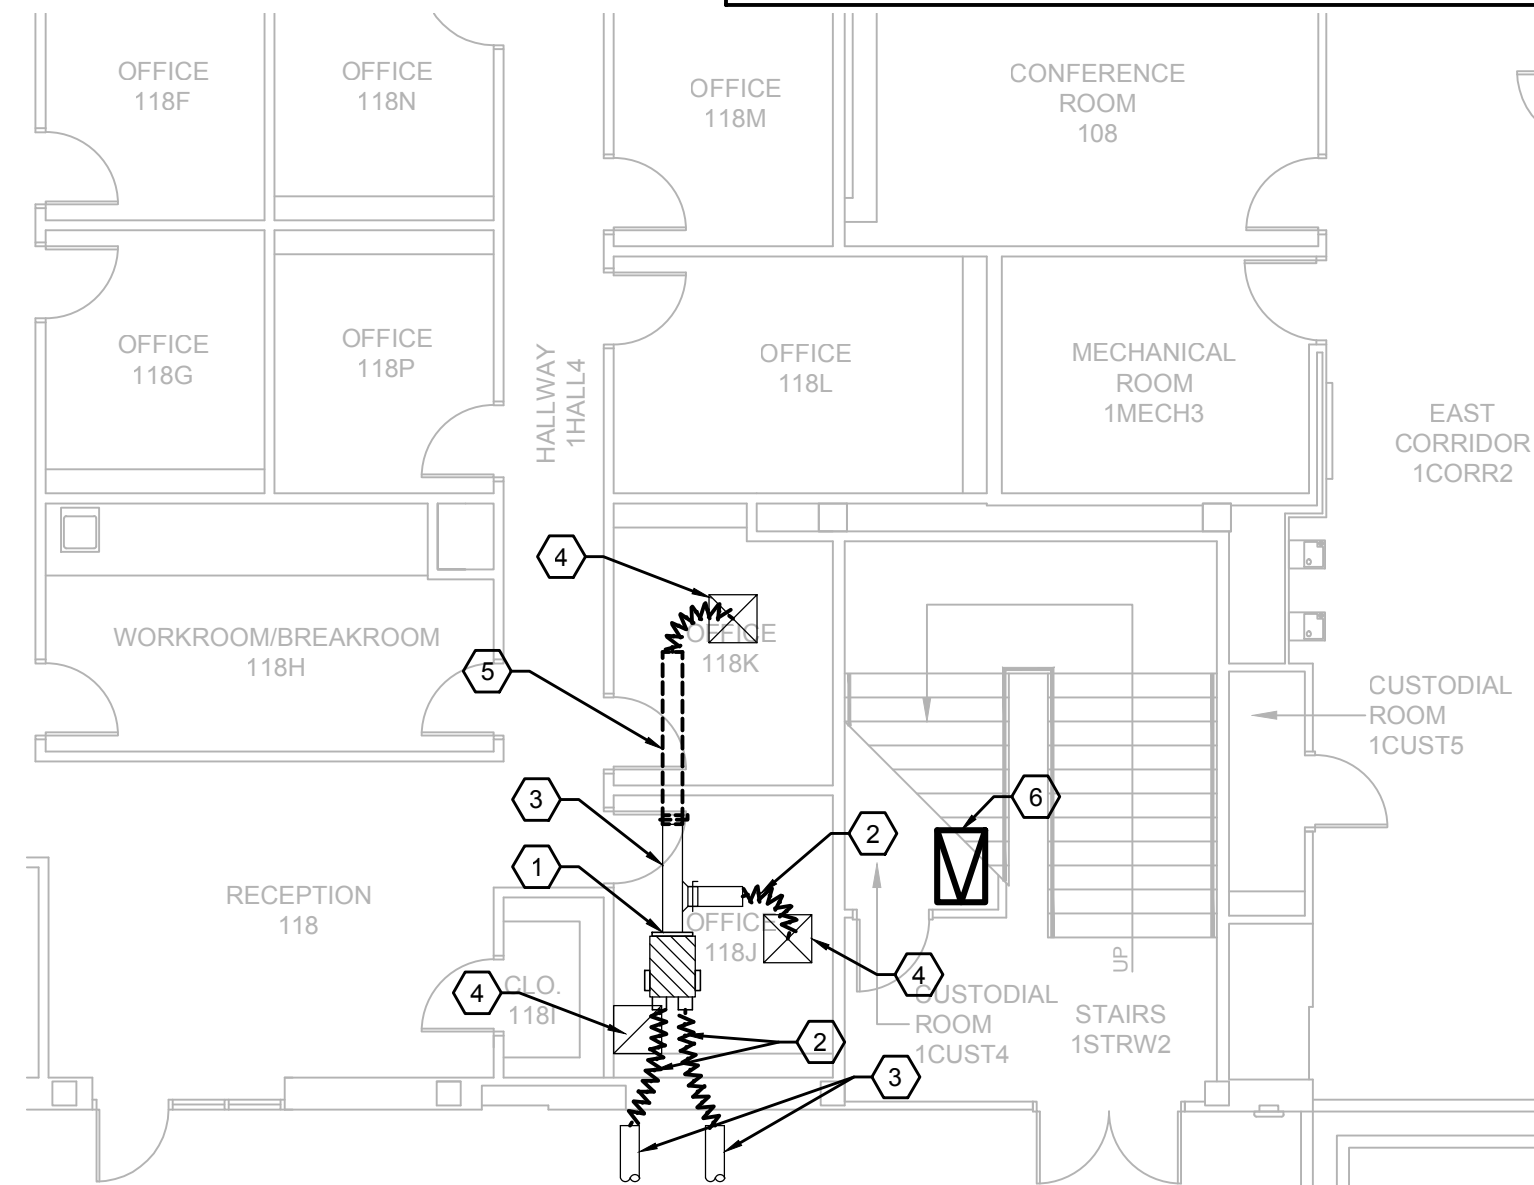 OFFICE
118F
OFFICE
118N
OFFICE
118M
CONFERENCE
ROOM
108
OFFICE
118G
OFFICE
118P
HALLWAY
1HALL4
OFFICE
118L
MECHANICAL
ROOM
1MECH3
EAST
CORRIDOR
1CORR2
4
WORKROOM/BREAKROOM
118H
5
OFFICE
118K
CUSTODIAL
ROOM
1CUST5
3
6
2
1
RECEPTION
118
OFFICE
118J
4
UP
4
CLO.
118I
CUSTODIAL
ROOM
1CUST4
STAIRS
1STRW2
2
3